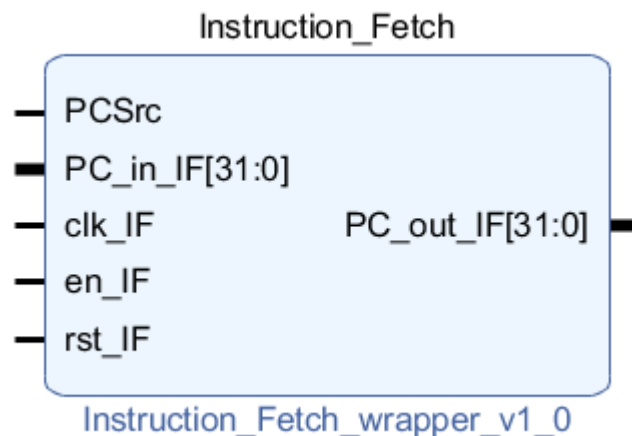 Instruction_Fetch
PCSrc
PC_in_IF[31:0]
clk_IF
PC_out_IF[31:0]
en_IF
rst_IF
Instruction_Fetch_wrapper_v1_0